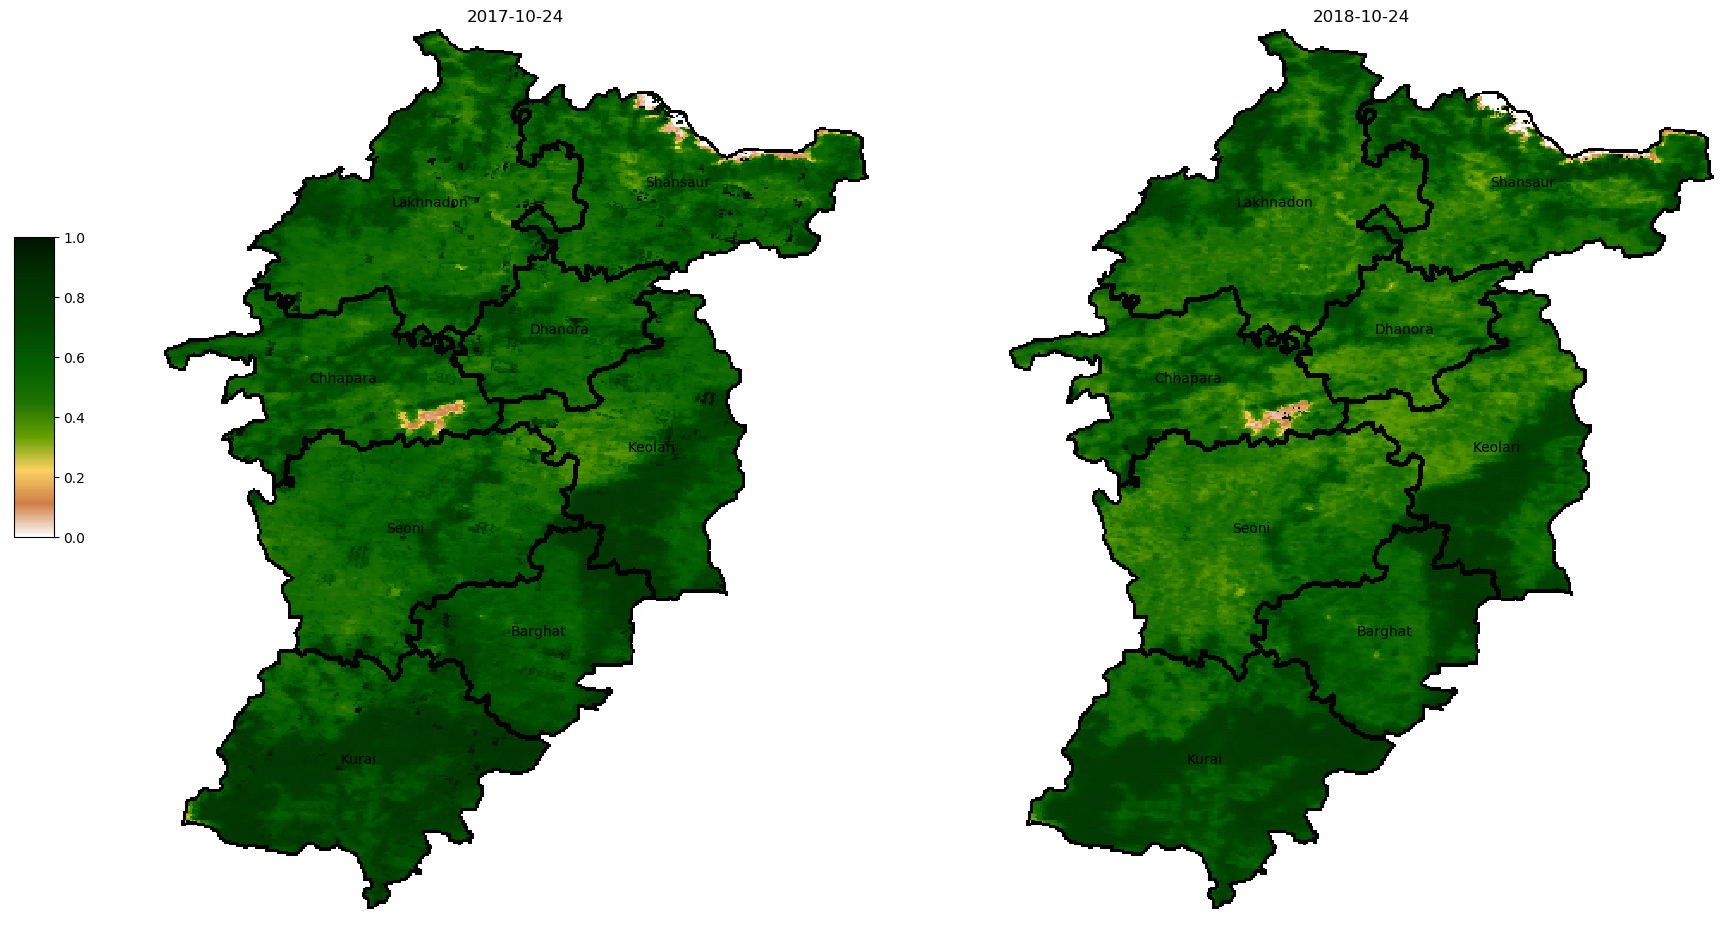 2017-10-24
2018-10-24
1.0
0.8
0.6
0.4
0.2
0.0
Lakhnadon
Shansaur
Dhanora
Chhapara
Keolari
Seoni
Barghat
Kurai
Lakhnadon
Shansaur
Dhanora
Chhapara
Keolari
Seoni
Barghat
Kurai